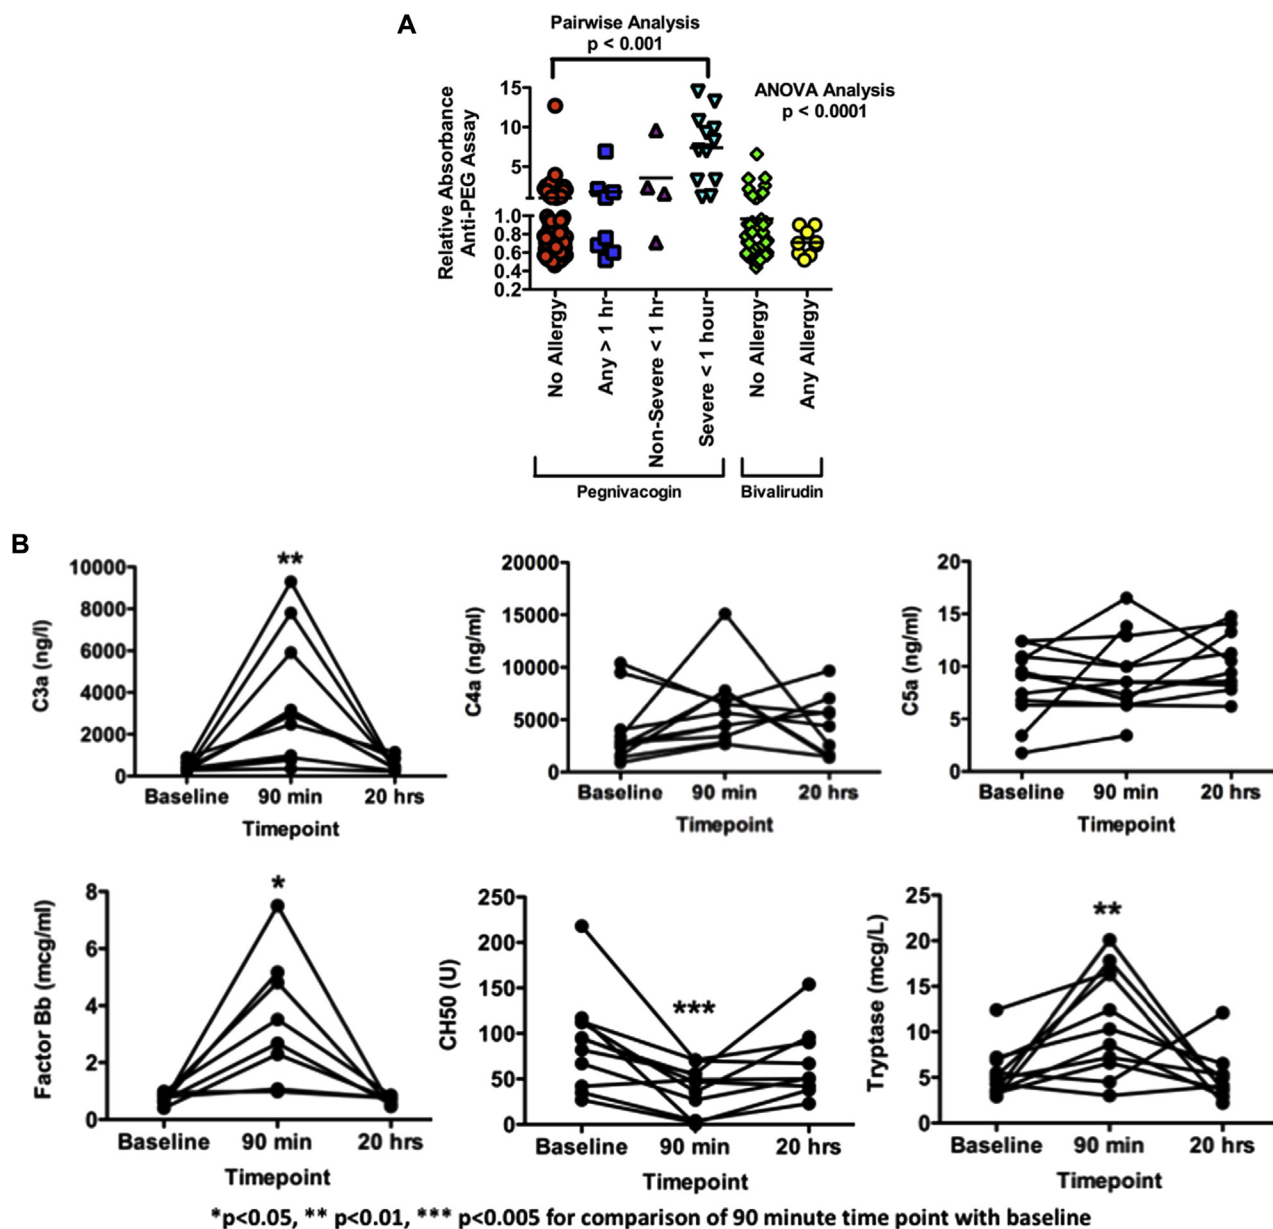 A
Pairwise Analysis
p < 0.001
ANOVA Analysis
p < 0.0001
Relative Absorbance
Anti-PEG Assay
15
10
5
1.0
0.8
0.6
0.4
0.2
No Allergy
Any > 1 hr
Non-Severe < 1 hr
Severe < 1 hour
No Allergy
Any Allergy
Pegnivacogin
Bivalirudin
B
C3a (ng/l)
10000
8000
6000
4000
2000
0
**
Baseline
90 min
20 hrs
Timepoint
C4a (ng/ml)
20000
15000
10000
5000
0
Baseline
90 min
20 hrs
Timepoint
C5a (ng/ml)
20
15
10
5
0
Baseline
90 min
20 hrs
Timepoint
Factor Bb (mcg/ml)
8
6
4
2
0
*
Baseline
90 min
20 hrs
Timepoint
CH50 (U)
250
200
150
100
50
0
***
Baseline
90 min
20 hrs
Timepoint
Tryptase (mcg/L)
25
20
15
10
5
0
**
Baseline
90 min
20 hrs
Timepoint
*p<0.05, ** p<0.01, *** p<0.005 for comparison of 90 minute time point with baseline